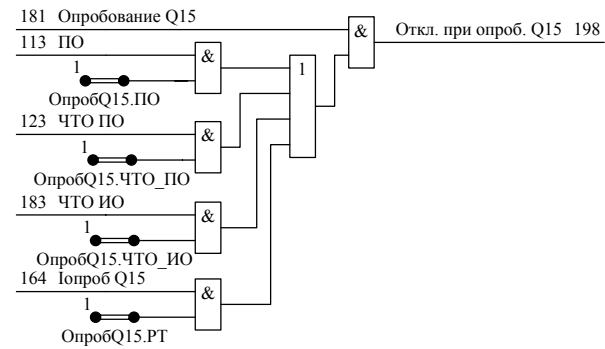 181 Опробование Q15
&
Откл. при опроб. Q15 198
113 ПО
&
1
1
ОпробQ15.ПО
123 ЧТО ПО
&
1
ОпробQ15.ЧТО_ПО
183 ЧТО ИО
&
1
ОпробQ15.ЧТО_ИО
164 Iопроб Q15
&
1
ОпробQ15.РТ